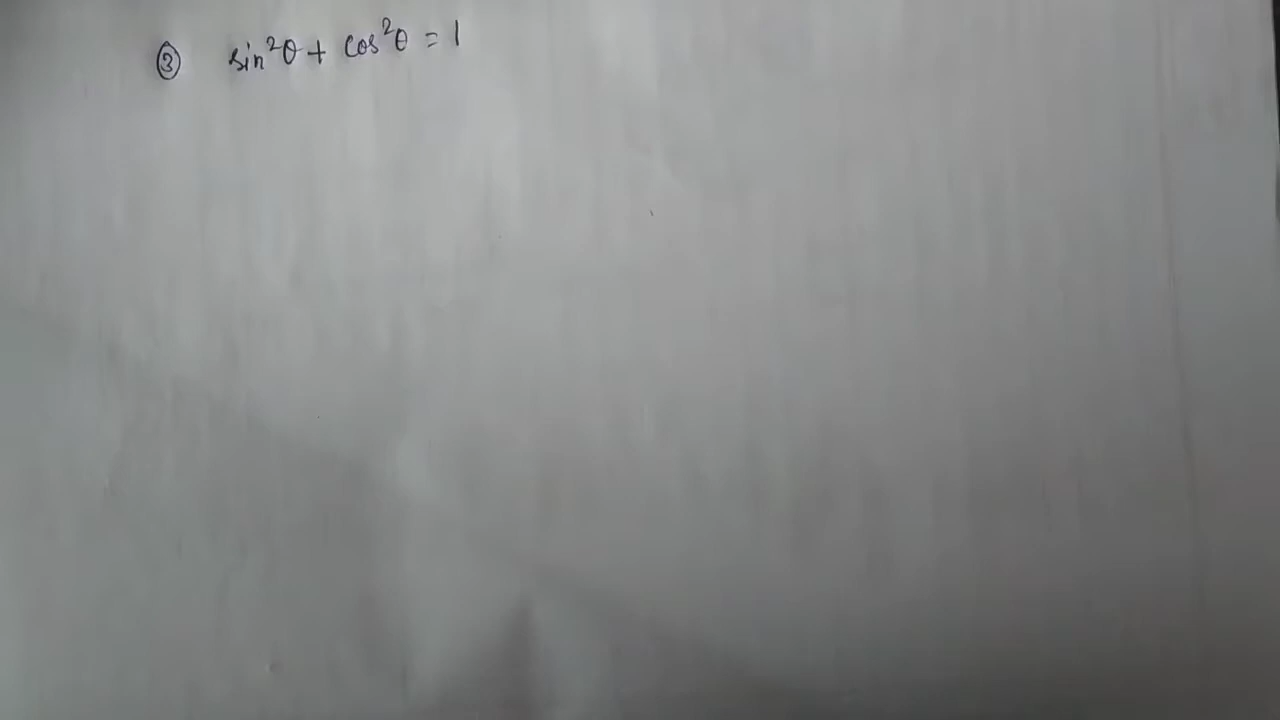 ③ sin²θ + cos²θ = 1